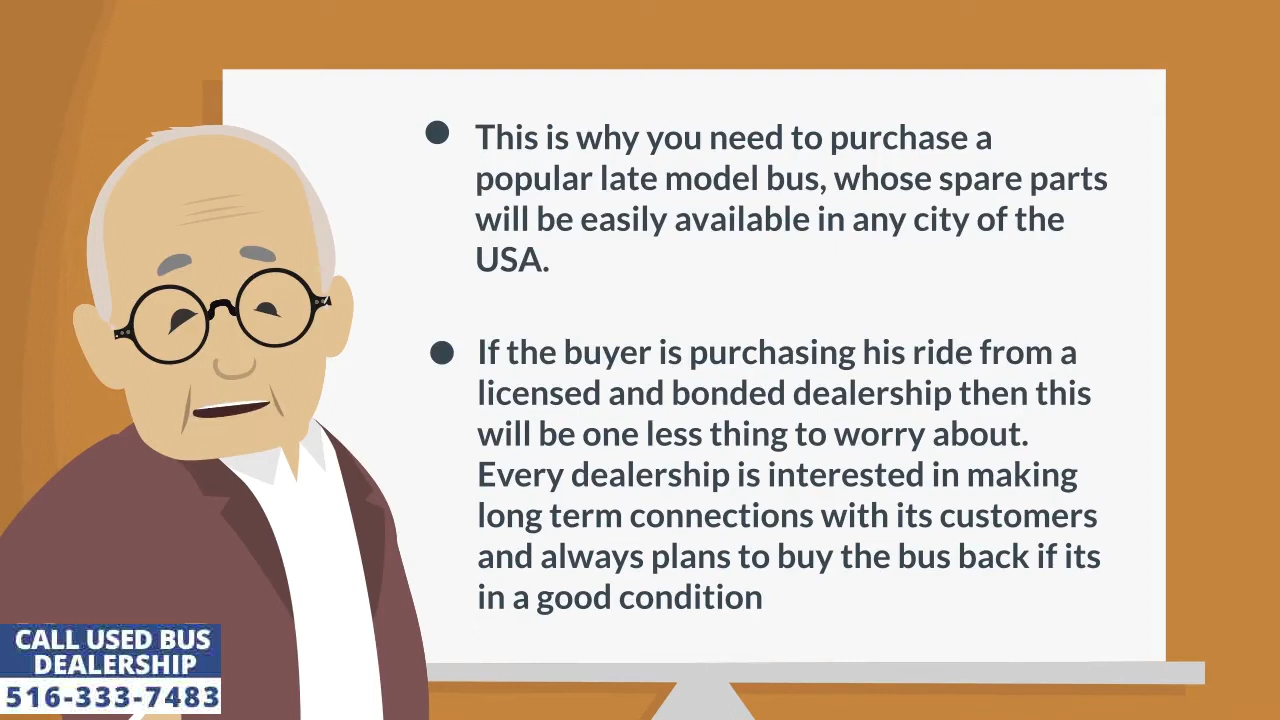 This is why you need to purchase a
popular late model bus, whose spare parts
will be easily available in any city of the
USA.
If the buyer is purchasing his ride from a
licensed and bonded dealership then this
will be one less thing to worry about.
Every dealership is interested in making
long term connections with its customers
and always plans to buy the bus back if its
in a good condition
CALL USED BUS
DEALERSHIP
516-333-7483